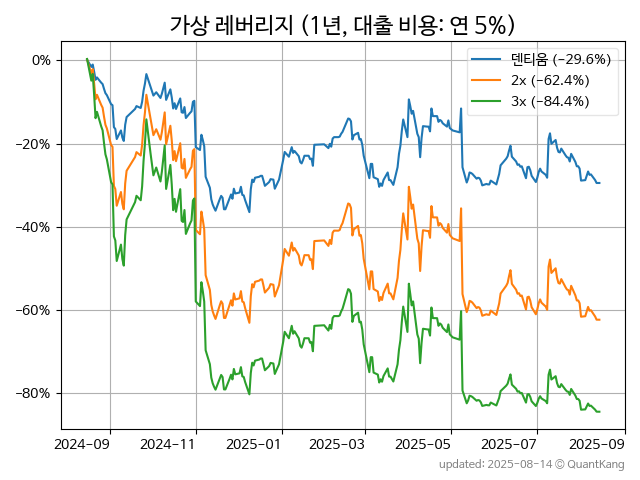 가상 레버리지 (1년, 대출 비용: 연 5%)
덴티움 (−29.6%)
2x (−62.4%)
3x (−84.4%)
0%
−20%
−40%
−60%
−80%
2024-09 2024-11 2025-01 2025-03 2025-05 2025-07 2025-09
updated: 2025-08-14 © QuantKang